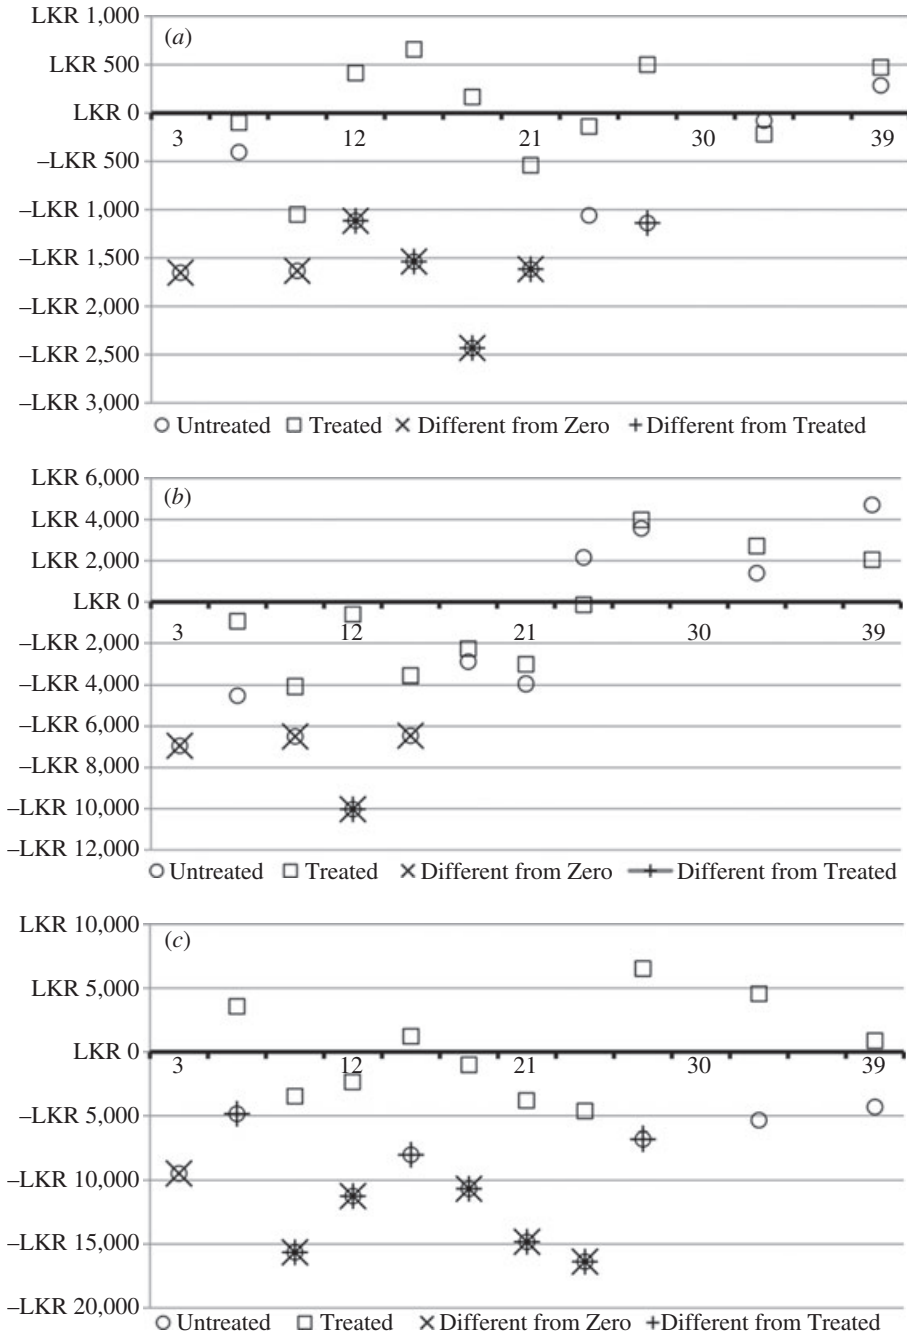 LKR 1,000
(a)
LKR 500
LKR 0
3 12 21 30 39
–LKR 500
–LKR 1,000
–LKR 1,500
–LKR 2,000
–LKR 2,500
–LKR 3,000
Untreated Treated Different from Zero Different from Treated
LKR 6,000
(b)
LKR 4,000
LKR 2,000
LKR 0
3 12 21 30 39
–LKR 2,000
–LKR 4,000
–LKR 6,000
–LKR 8,000
–LKR 10,000
–LKR 12,000
Untreated Treated Different from Zero Different from Treated
LKR 10,000
(c)
LKR 5,000
LKR 0
3 12 21 30 39
–LKR 5,000
–LKR 10,000
–LKR 15,000
–LKR 20,000
Untreated Treated Different from Zero Different from Treated